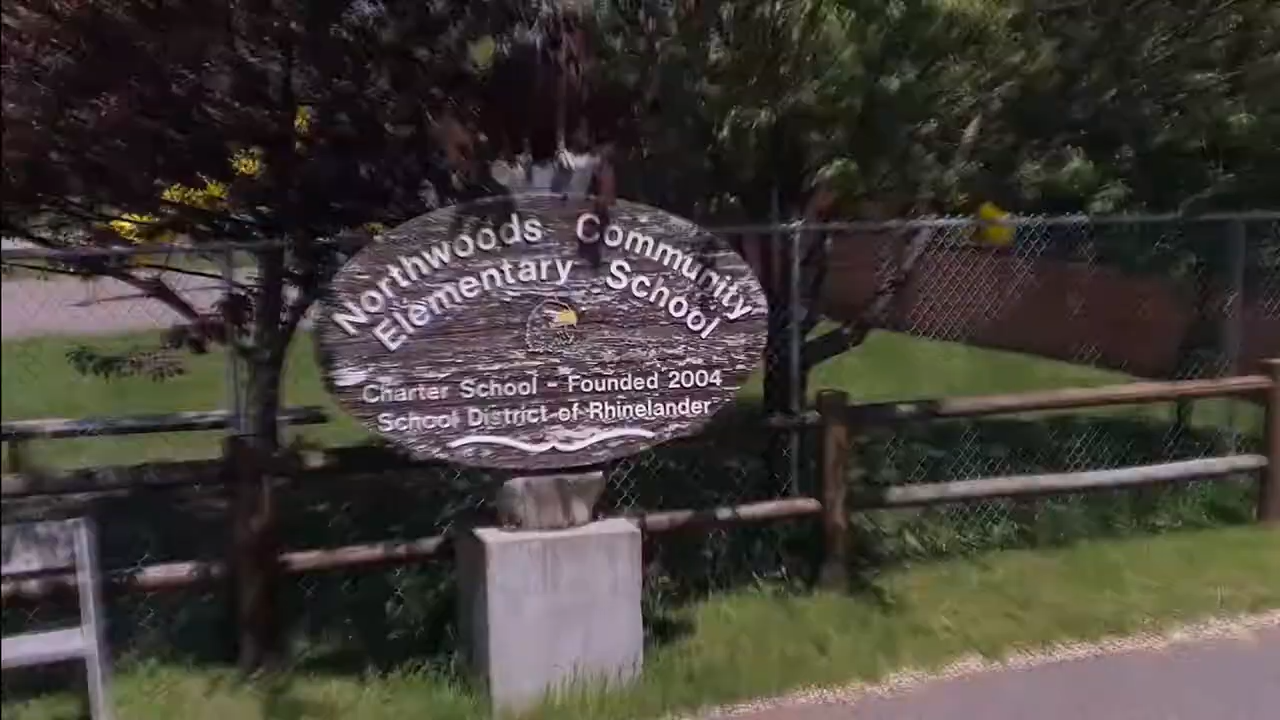 Northwoods Community
Elementary School
Charter School - Founded 2004
School District of Rhinelander